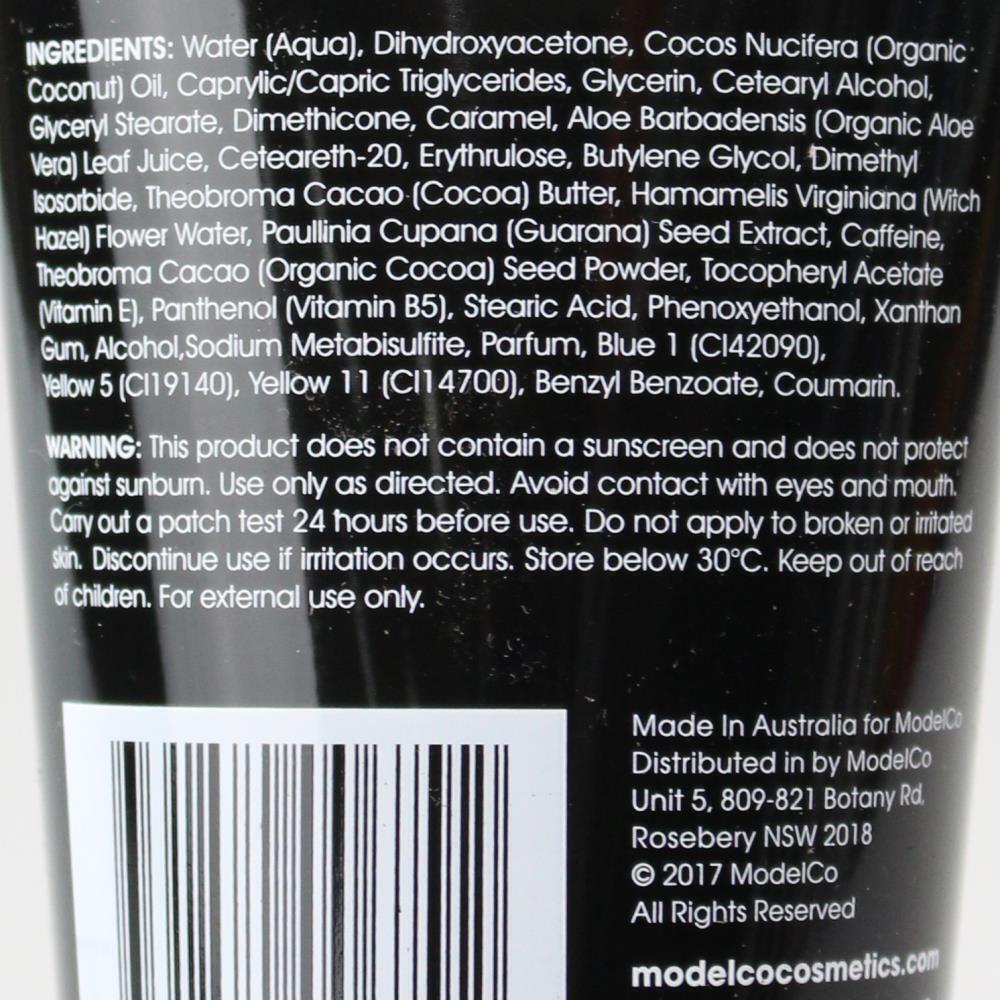 INGREDIENTS: Water (Aqua), Dihydroxyacetone, Cocos Nucifera (Organic
Coconut) Oil, Caprylic/Capric Triglycerides, Glycerin, Cetearyl Alcohol,
Glyceryl Stearate, Dimethicone, Caramel, Aloe Barbadensis (Organic Aloe
Vera) Leaf Juice, Ceteareth-20, Erythrulose, Butylene Glycol, Dimethyl
Isosorbide, Theobroma Cacao (Cocoa) Butter, Hamamelis Virginiana (Witch
Hazel) Flower Water, Paullinia Cupana (Guarana) Seed Extract, Caffeine,
Theobroma Cacao (Organic Cocoa) Seed Powder, Tocopheryl Acetate
(Vitamin E), Panthenol (Vitamin B5), Stearic Acid, Phenoxyethanol, Xanthan
Gum, Alcohol,Sodium Metabisulfite, Parfum, Blue 1 (CI42090),
Yellow 5 (CI19140), Yellow 11 (CI14700), Benzyl Benzoate, Coumarin.
WARNING: This product does not contain a sunscreen and does not protect
against sunburn. Use only as directed. Avoid contact with eyes and mouth.
Carry out a patch test 24 hours before use. Do not apply to broken or irritated
skin. Discontinue use if irritation occurs. Store below 30°C. Keep out of reach
of children. For external use only.
Made In Australia for ModelCo
Distributed in by ModelCo
Unit 5, 809-821 Botany Rd,
Rosebery NSW 2018
© 2017 ModelCo
All Rights Reserved
modelcocosmetics.com